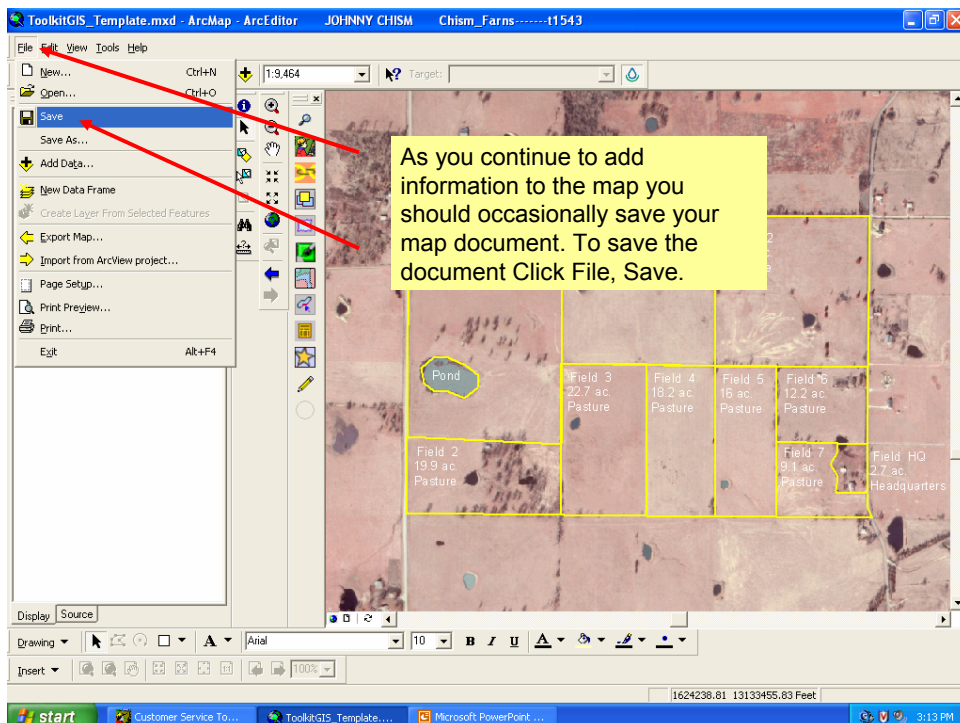 ToolkitGIS_Template.mxd - ArcMap - ArcEditor JOHNNY CHISM Chism_Farns-------t1543
File Edit View Tools Help
New... Ctrl+N
Open... Ctrl+O
Save
Save As...
Add Data...
New Data Frame
Create Layer From Selected Features
Export Map...
Import from ArcView project...
Page Setup...
Print Preview...
Print...
Exit Alt+F4
1:9,464
Target:
As you continue to add
information to the map you
should occasionally save your
map document. To save the
document Click File, Save.
2
Pond
Field 3
22.7 ac.
Pasture
Field 4
18.2 ac.
Pasture
Field 5
16 ac.
Pasture
Field 6
12.2 ac.
Pasture
Field 2
19.9 ac.
Pasture
Field 7
9.1 ac.
Pasture
Field HQ
2.7 ac.
Headquarters
Display Source
Drawing A Arial 10 B I U A
Insert 100%
1624238.81 13133455.83 Feet
start Customer Service To... ToolkitGIS_Template.... Microsoft PowerPoint ... 3:13 PM